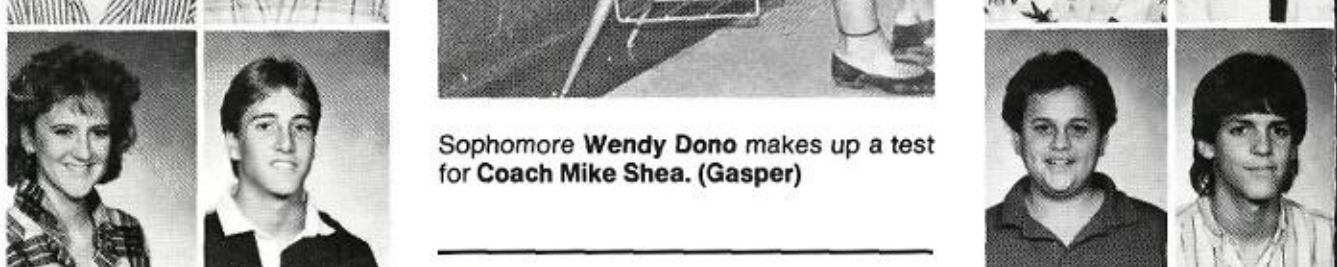 Sophomore Wendy Dono makes up a test
for Coach Mike Shea. (Gasper)